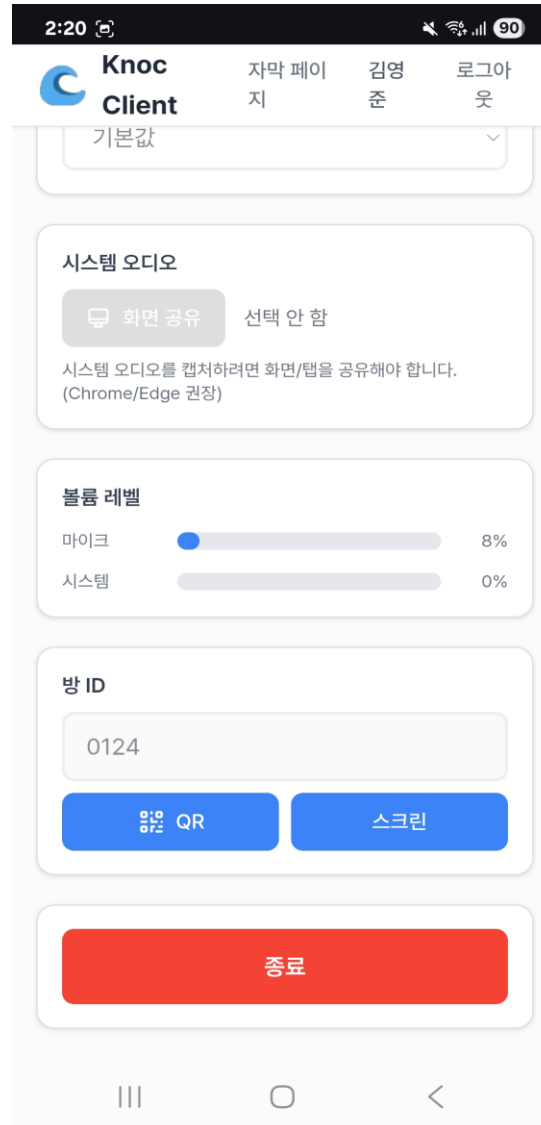 2:20 90
Knoc Client
자막 페이지
김영준
로그아웃
기본값
시스템 오디오
화면 공유 선택 안 함
시스템 오디오를 캡처하려면 화면/탭을 공유해야 합니다.
(Chrome/Edge 권장)
볼륨 레벨
마이크 8%
시스템 0%
방 ID
0124
QR 스크린
종료